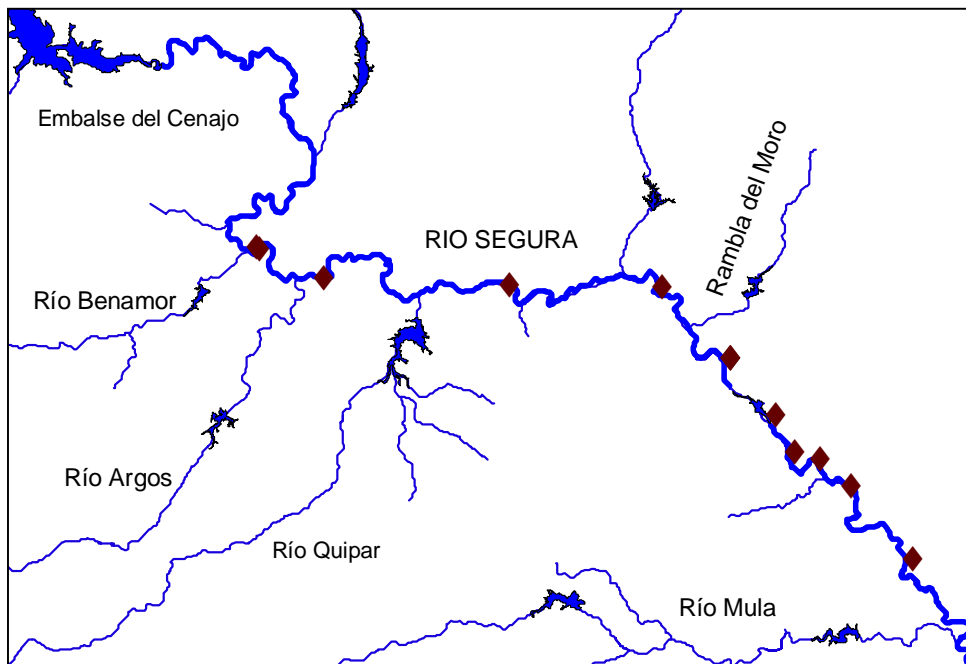 Embalse del Cenajo
Rambla del Moro
RIO SEGURA
Río Benamor
Río Argos
Río Quipar
Río Mula